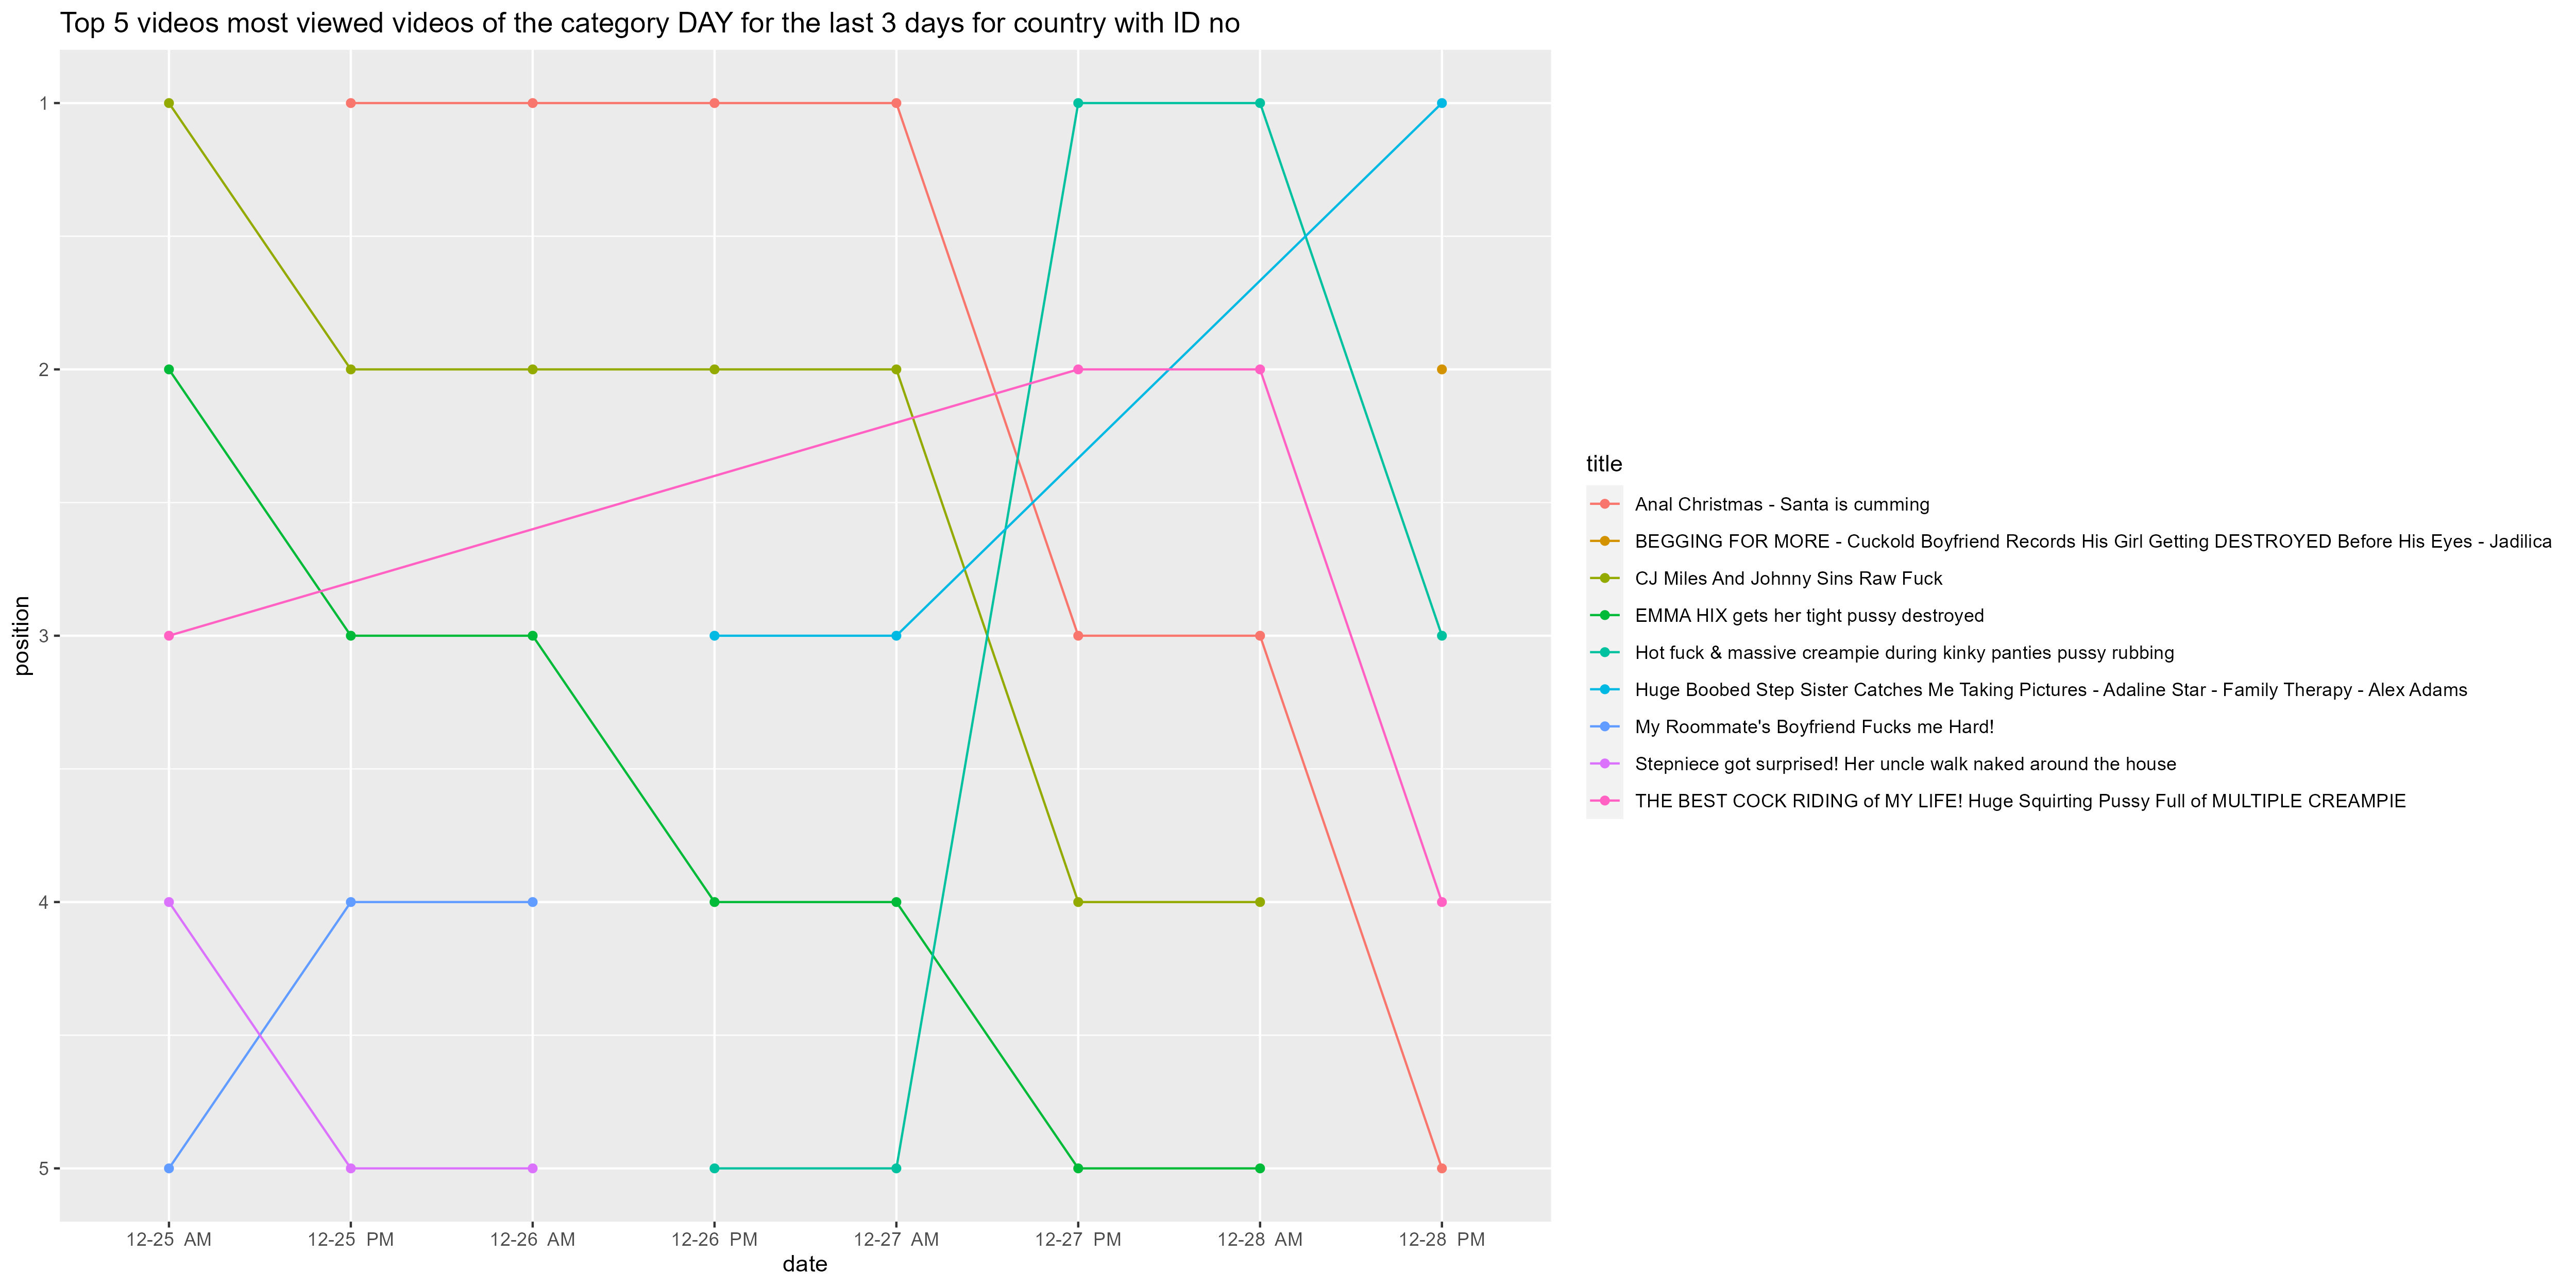 Top 5 videos most viewed videos of the category DAY for the last 3 days for country with ID no
1
2
3
4
5
position
12-25 AM
12-25 PM
12-26 AM
12-26 PM
12-27 AM
12-27 PM
12-28 AM
12-28 PM
date
title
Anal Christmas - Santa is cumming
BEGGING FOR MORE - Cuckold Boyfriend Records His Girl Getting DESTROYED Before His Eyes - Jadilica
CJ Miles And Johnny Sins Raw Fuck
EMMA HIX gets her tight pussy destroyed
Hot fuck & massive creampie during kinky panties pussy rubbing
Huge Boobed Step Sister Catches Me Taking Pictures - Adaline Star - Family Therapy - Alex Adams
My Roommate's Boyfriend Fucks me Hard!
Stepniece got surprised! Her uncle walk naked around the house
THE BEST COCK RIDING of MY LIFE! Huge Squirting Pussy Full of MULTIPLE CREAMPIE